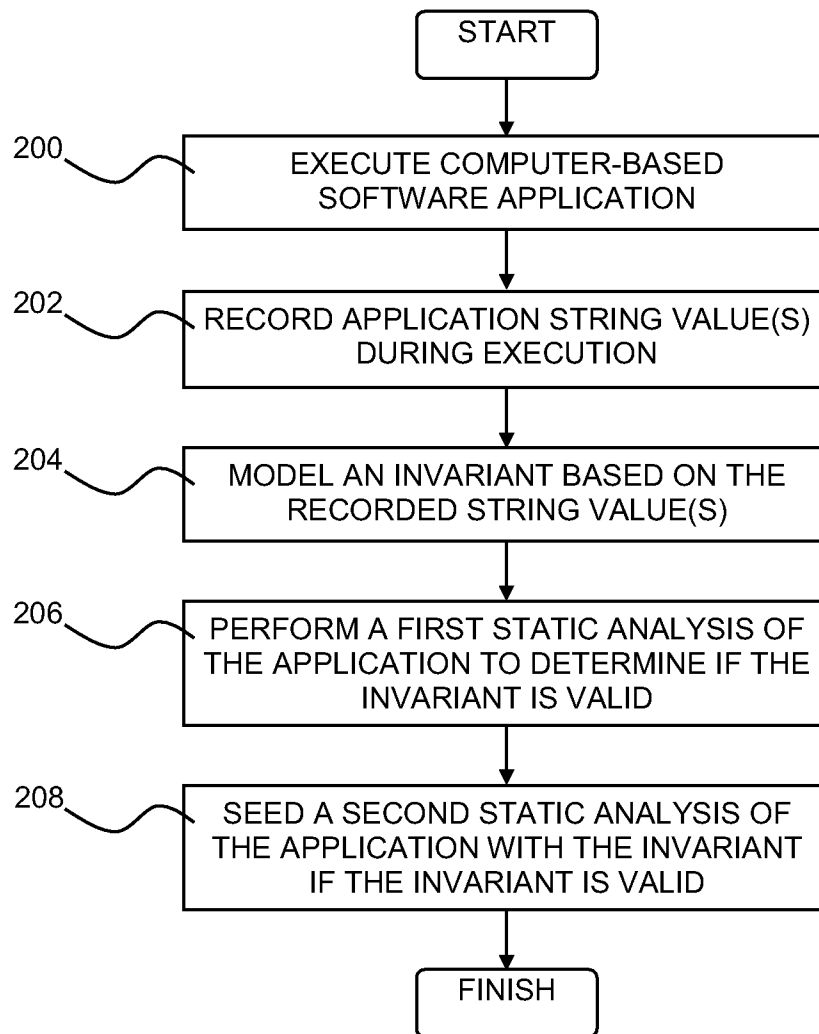 START
200
EXECUTE COMPUTER-BASED
SOFTWARE APPLICATION
202
RECORD APPLICATION STRING VALUE(S)
DURING EXECUTION
204
MODEL AN INVARIANT BASED ON THE
RECORDED STRING VALUE(S)
206
PERFORM A FIRST STATIC ANALYSIS OF
THE APPLICATION TO DETERMINE IF THE
INVARIANT IS VALID
208
SEED A SECOND STATIC ANALYSIS OF
THE APPLICATION WITH THE INVARIANT
IF THE INVARIANT IS VALID
FINISH